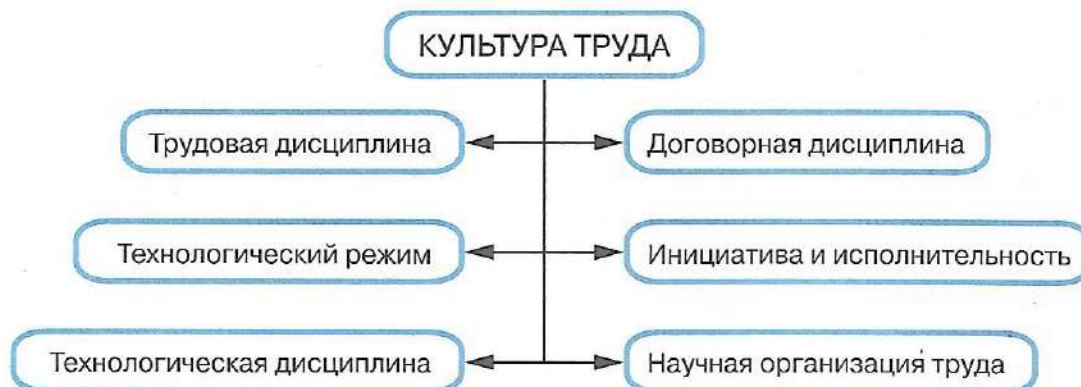 КУЛЬТУРА ТРУДА
Трудовая дисциплина
Договорная дисциплина
Технологический режим
Инициатива и исполнительность
Технологическая дисциплина
Научная организация труда